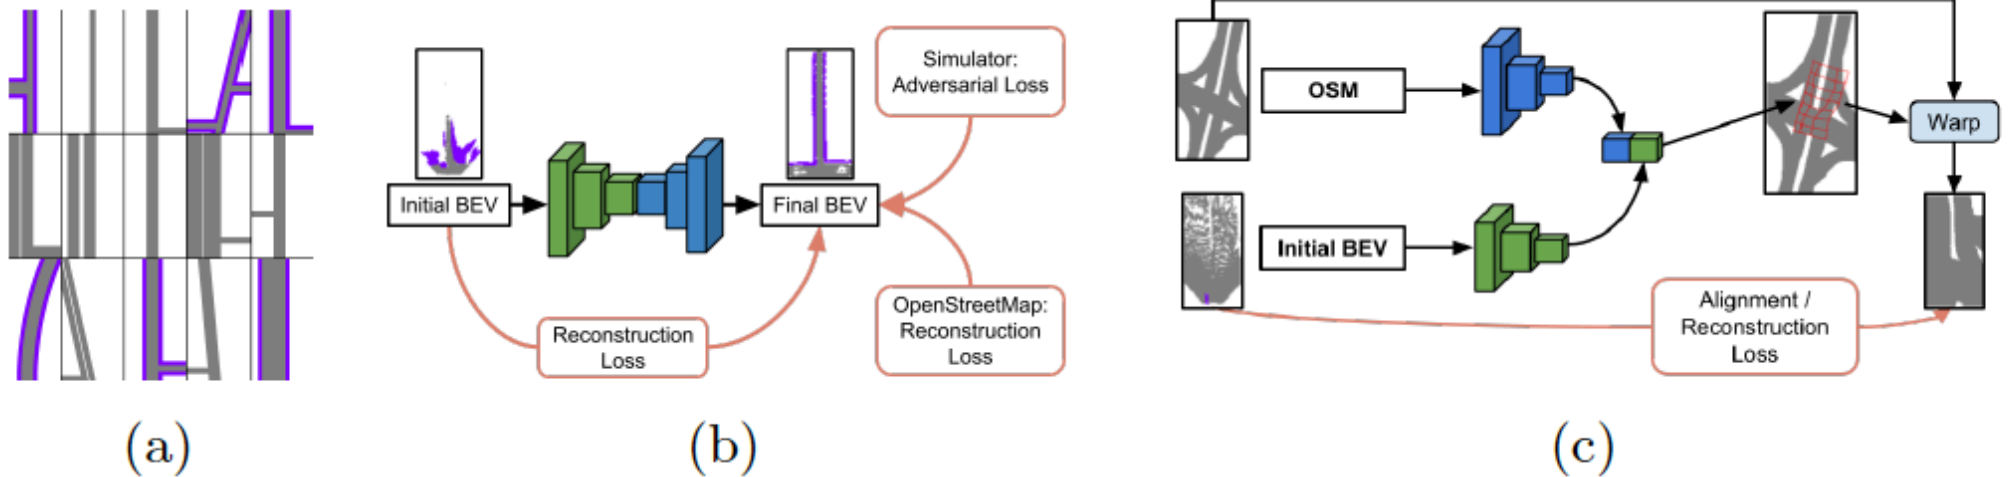 Simulator:
Adversarial Loss
Initial BEV
Final BEV
Reconstruction
Loss
OpenStreetMap:
Reconstruction
Loss
OSM
Warp
Initial BEV
Alignment /
Reconstruction
Loss
(a)
(b)
(c)